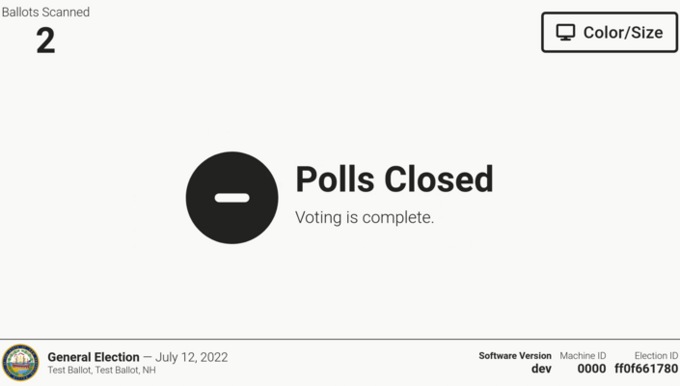 Ballots Scanned
2
Color/Size
Polls Closed
Voting is complete.
General Election — July 12, 2022
Test Ballot, Test Ballot, NH
Software Version
dev
Machine ID
0000
Election ID
ff0f661780